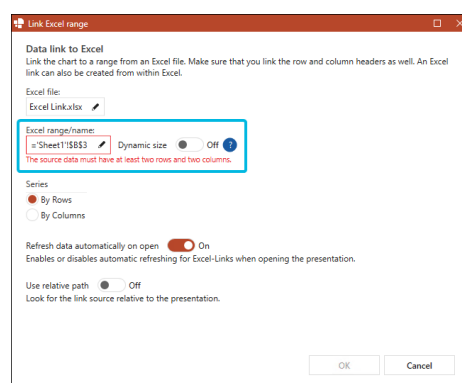 Link Excel range
Data link to Excel
Link the chart to a range from an Excel file. Make sure that you link the row
and column headers as well. An Excel
link can also be created from within Excel.
Excel file:
Excel Link.xlsx
Excel range/name:
='Sheet1'!$B$3 Dynamic size Off ?
The source data must have at least two rows and two columns.
Series
By Rows
By Columns
Refresh data automatically on open On
Enables or disables automatic refreshing for Excel-Links when opening the presentation.
Use relative path Off
Look for the link source relative to the presentation.
OK Cancel